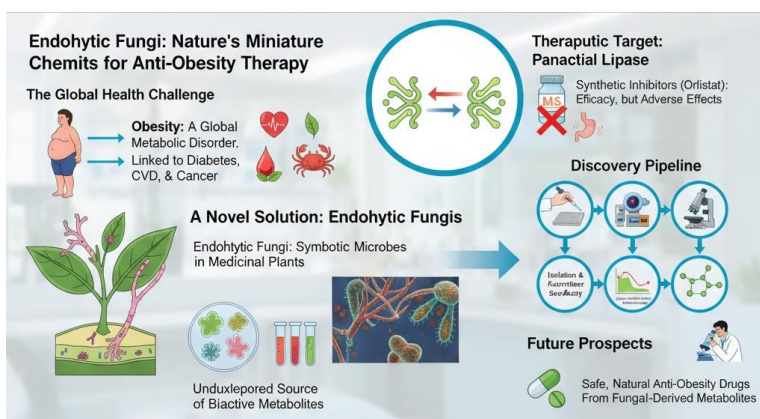 Endohytic Fungi: Nature's Miniature
Chemits for Anti-Obesity Therapy
The Global Health Challenge
Obesity: A Global
Metabolic Disorder.
Linked to Diabetes,
CVD, & Cancer
Theraputic Target:
Panactial Lipase
MS
Synthetic Inhibitors (Orlistat):
Efficacy, but Adverse Effects
Discovery Pipeline
Iselation &
A Novel Solution: Endohytic Fungis
Endohtytic Fungi: Symbotic Microbes
in Medicinal Plants
Unduxlepored Source
of Biactive Metabolites
Future Prospects
Safe, Natural Anti-Obesity Drugs
From Fungal-Derived Metabolites